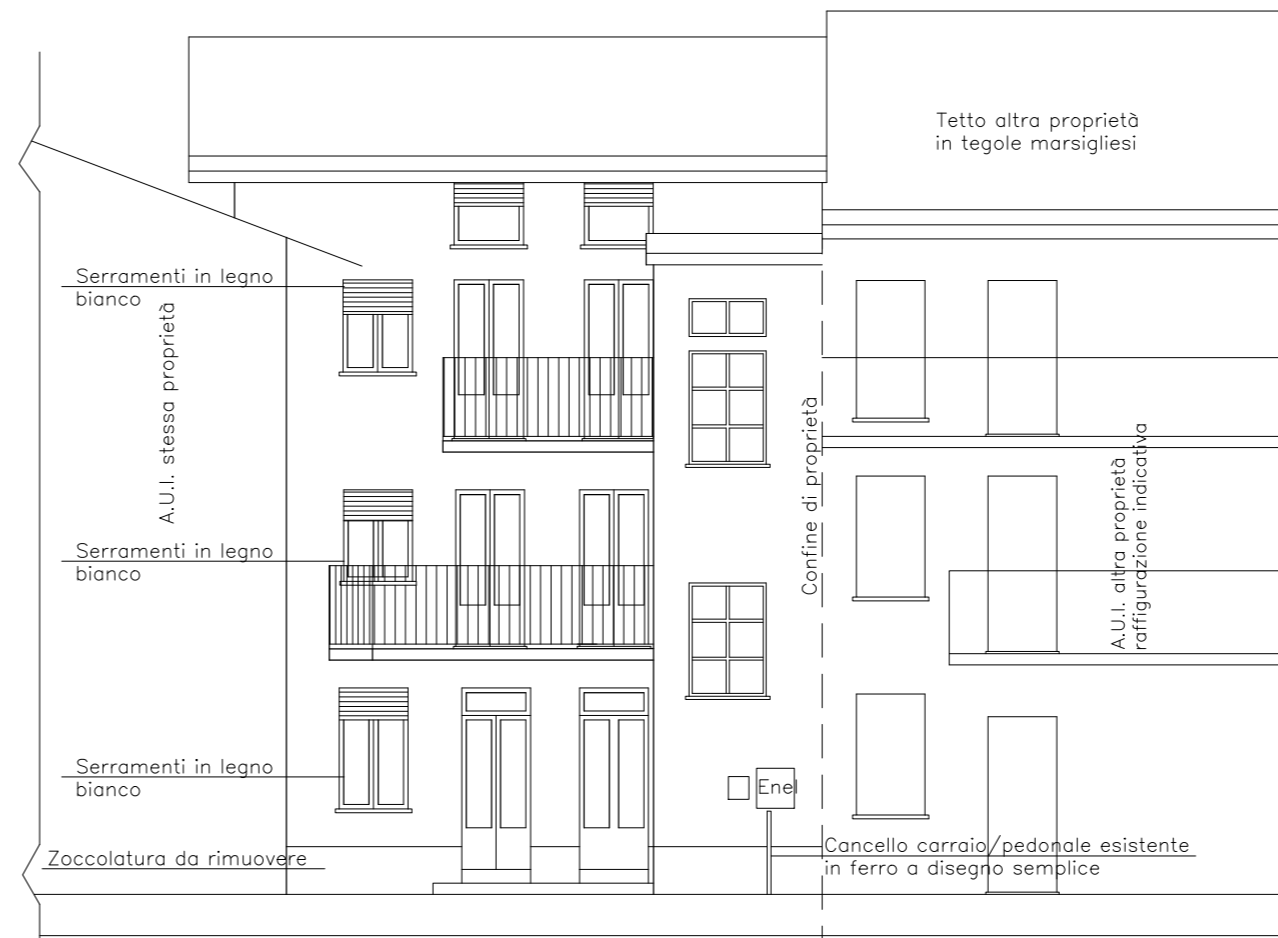 Tetto altra proprietà
in tegole marsigliesi
Serramenti in legno
bianco
A.U.I. stessa proprietà
Confine di proprietà
A.U.I. altra proprietà
raffigurazione indicativa
Serramenti in legno
bianco
Serramenti in legno
bianco
Enel
Zoccolatura da rimuovere
Cancello carraio/pedonale esistente
in ferro a disegno semplice